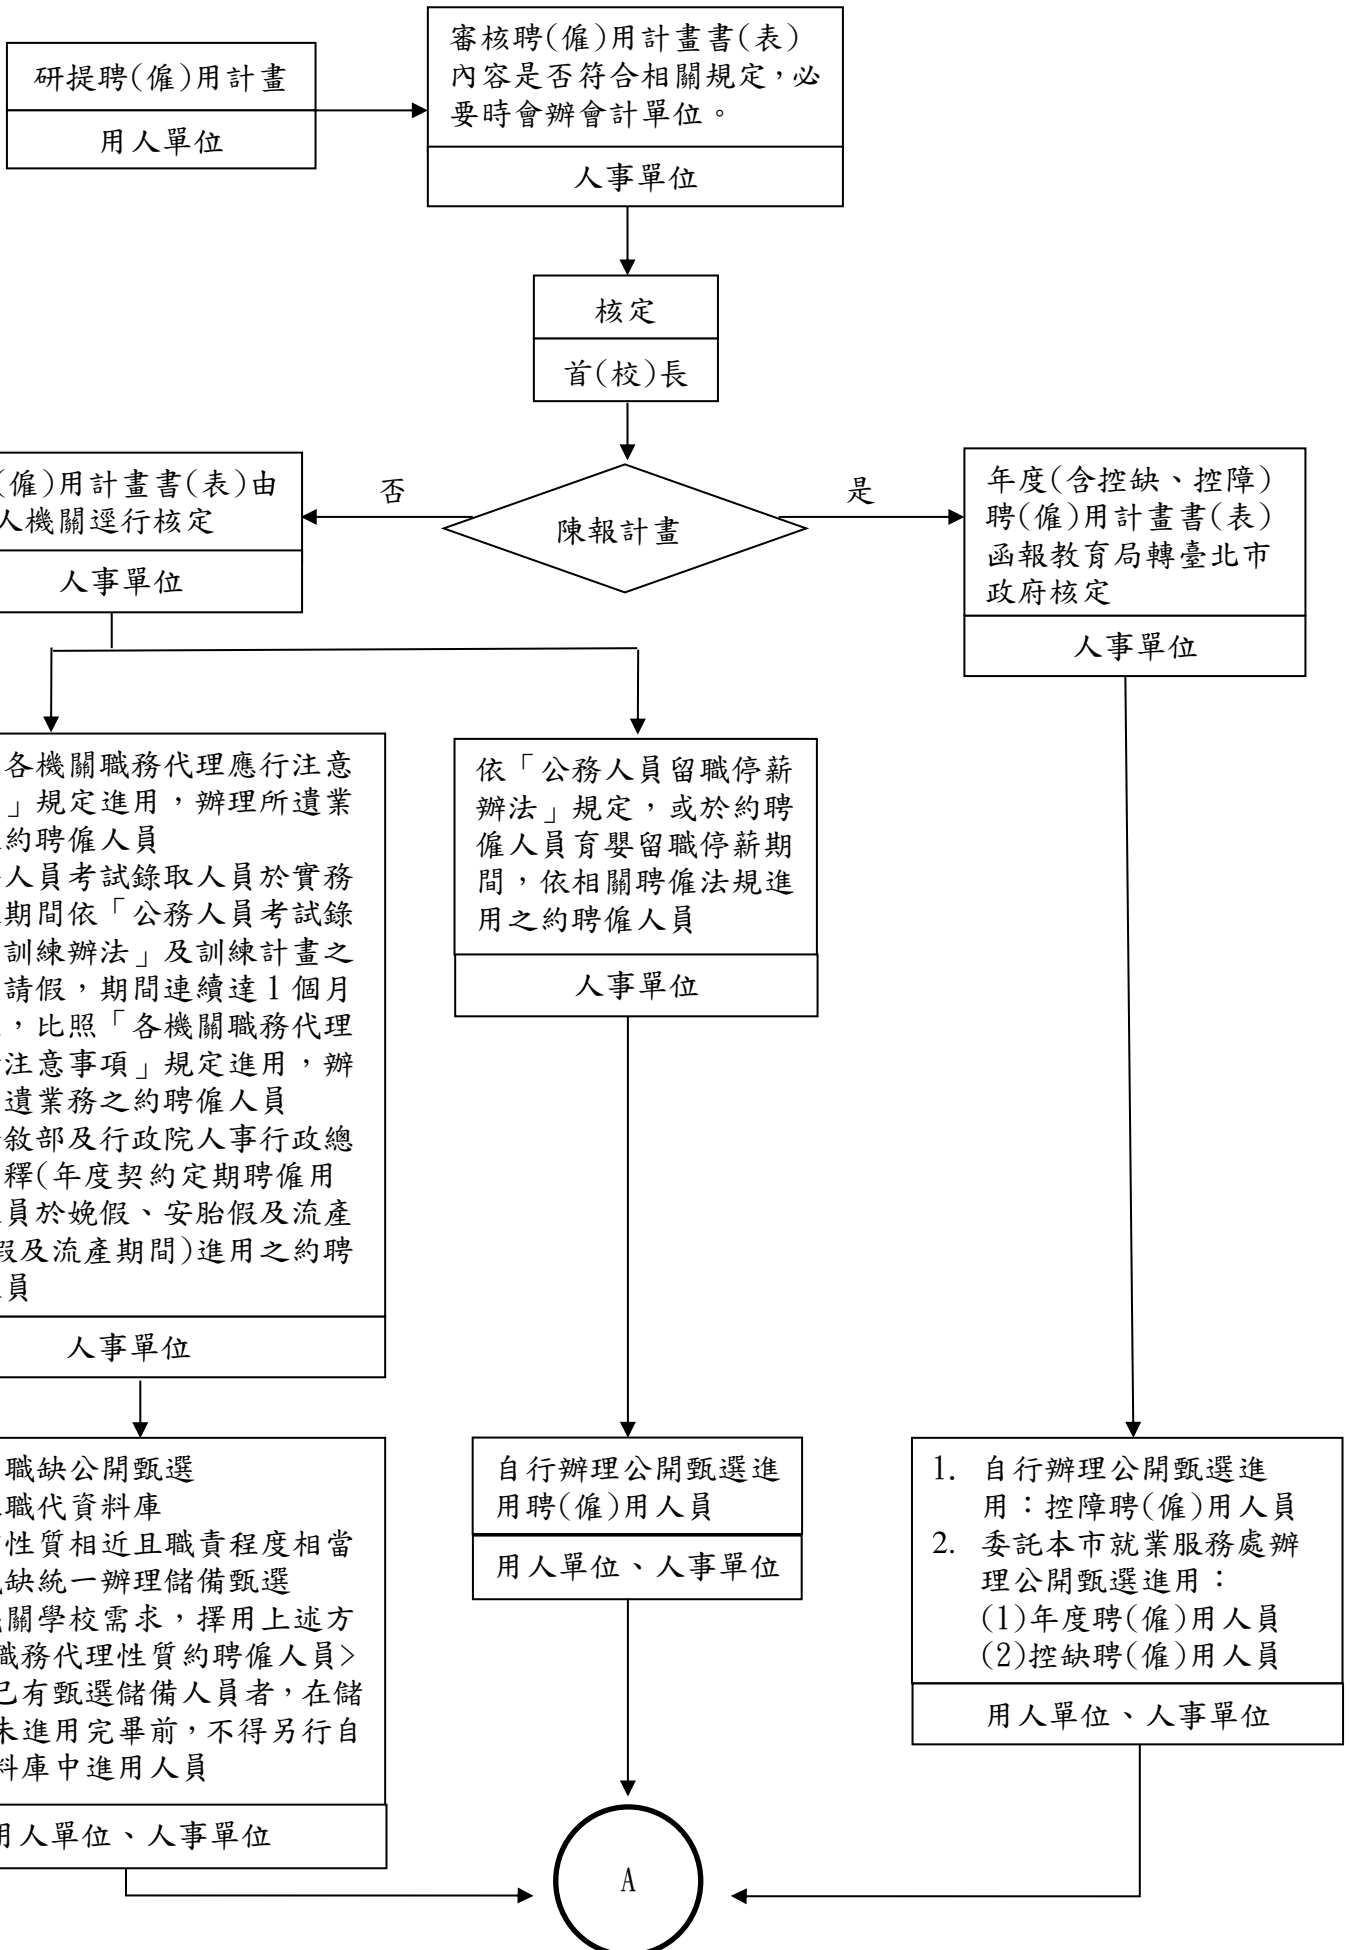 研提聘(僱)用計畫
用人單位
審核聘(僱)用計畫書(表)
內容是否符合相關規定，必
要時會辦會計單位。
人事單位
核定
首(校)長
陳報計畫
否
是
(僱)用計畫書(表)由
人機關逕行核定
人事單位
年度(含控缺、控障)
聘(僱)用計畫書(表)
函報教育局轉臺北市
政府核定
人事單位
各機關職務代理應行注意
」規定進用，辦理所遺業
約聘僱人員
人員考試錄取人員於實務
期間依「公務人員考試錄
訓練辦法」及訓練計畫之
請假，期間連續達1個月
，比照「各機關職務代理
注意事項」規定進用，辦
遺業務之約聘僱人員
敘部及行政院人事行政總
釋(年度契約定期聘僱用
員於娩假、安胎假及流產
假及流產期間)進用之約聘
員
人事單位
依「公務人員留職停薪
辦法」規定，或於約聘
僱人員育嬰留職停薪期
間，依相關聘僱法規進
用之約聘僱人員
人事單位
職缺公開甄選
職代資料庫
性質相近且職責程度相當
缺統一辦理儲備甄選
關學校需求，擇用上述方
職務代理性質約聘僱人員>
已有甄選儲備人員者，在儲
未進用完畢前，不得另行自
料庫中進用人員
用人單位、人事單位
自行辦理公開甄選進
用聘(僱)用人員
用人單位、人事單位
1. 自行辦理公開甄選進
用：控障聘(僱)用人員
2. 委託本市就業服務處辦
理公開甄選進用：
(1)年度聘(僱)用人員
(2)控缺聘(僱)用人員
用人單位、人事單位
A